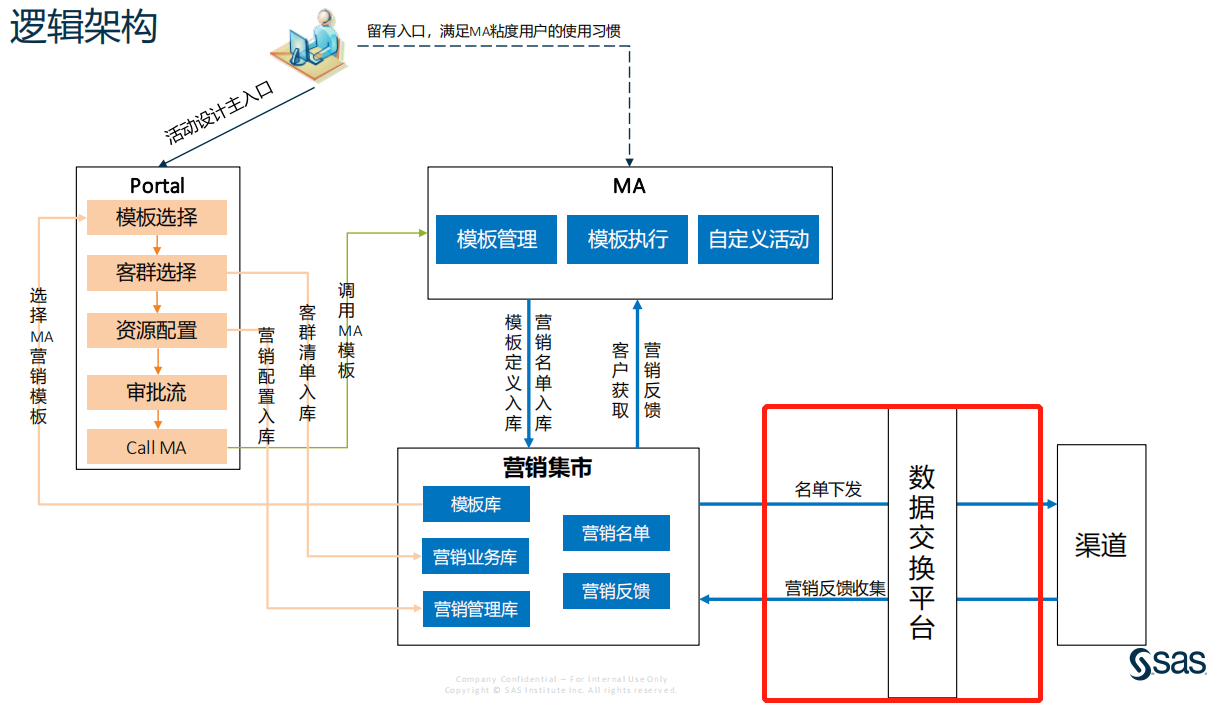 逻辑架构
留有入口，满足MA粘度用户的使用习惯
活动设计主入口
Portal
模板选择
客群选择
资源配置
审批流
Call MA
选择MA营销模板
营销配置入库
客群清单入库
调用MA模板
MA
模板管理
模板执行
自定义活动
模板定义入库
营销名单入库
客户获取
营销反馈
营销集市
模板库
营销业务库
营销管理库
营销名单
营销反馈
名单下发
营销反馈收集
数据交换平台
渠道
sas
Company Confidential – For Internal Use Only
Copyright © SAS Institute Inc. All rights reserved.